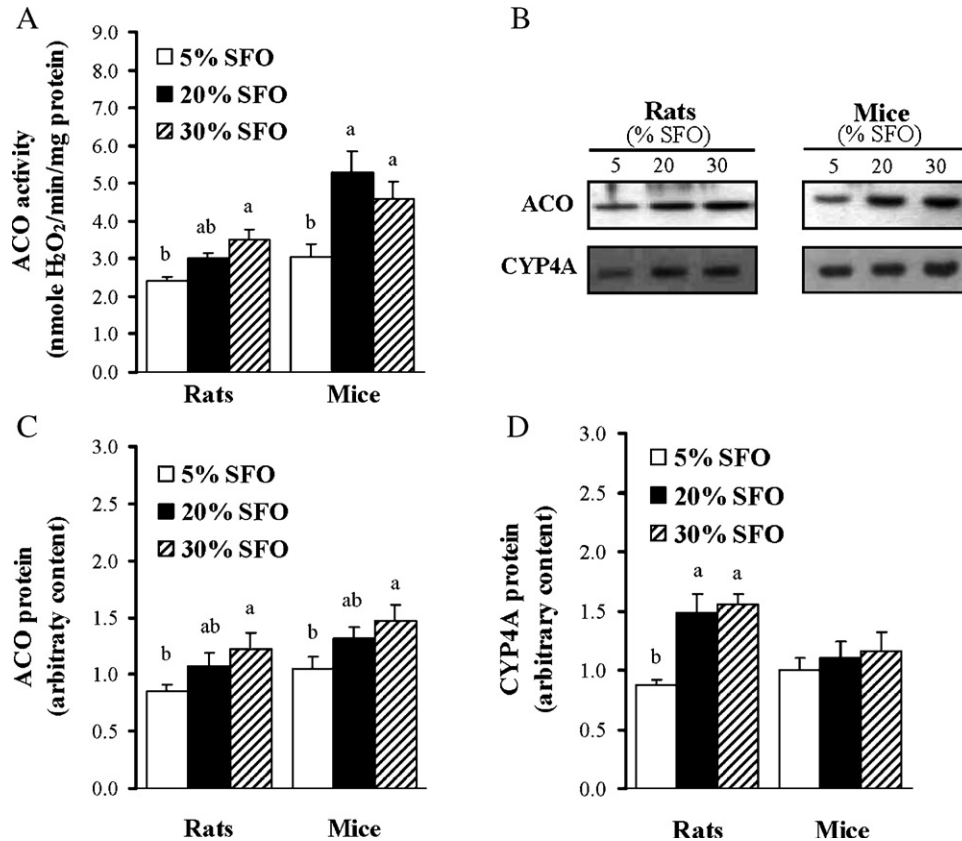 A
ACO activity
(nmole H₂O₂/min/mg protein)
9.0
8.0
7.0
6.0
5.0
4.0
3.0
2.0
1.0
0.0
5% SFO
20% SFO
30% SFO
b ab a b a a
Rats Mice
B
Rats Mice
(% SFO) (% SFO)
5 20 30 5 20 30
ACO
CYP4A
C
ACO protein
(arbitraty content)
3.0
2.5
2.0
1.5
1.0
0.5
0.0
5% SFO
20% SFO
30% SFO
b ab a b ab a
Rats Mice
D
CYP4A protein
(arbitrary content)
3.0
2.5
2.0
1.5
1.0
0.5
0.0
5% SFO
20% SFO
30% SFO
b a a
Rats Mice